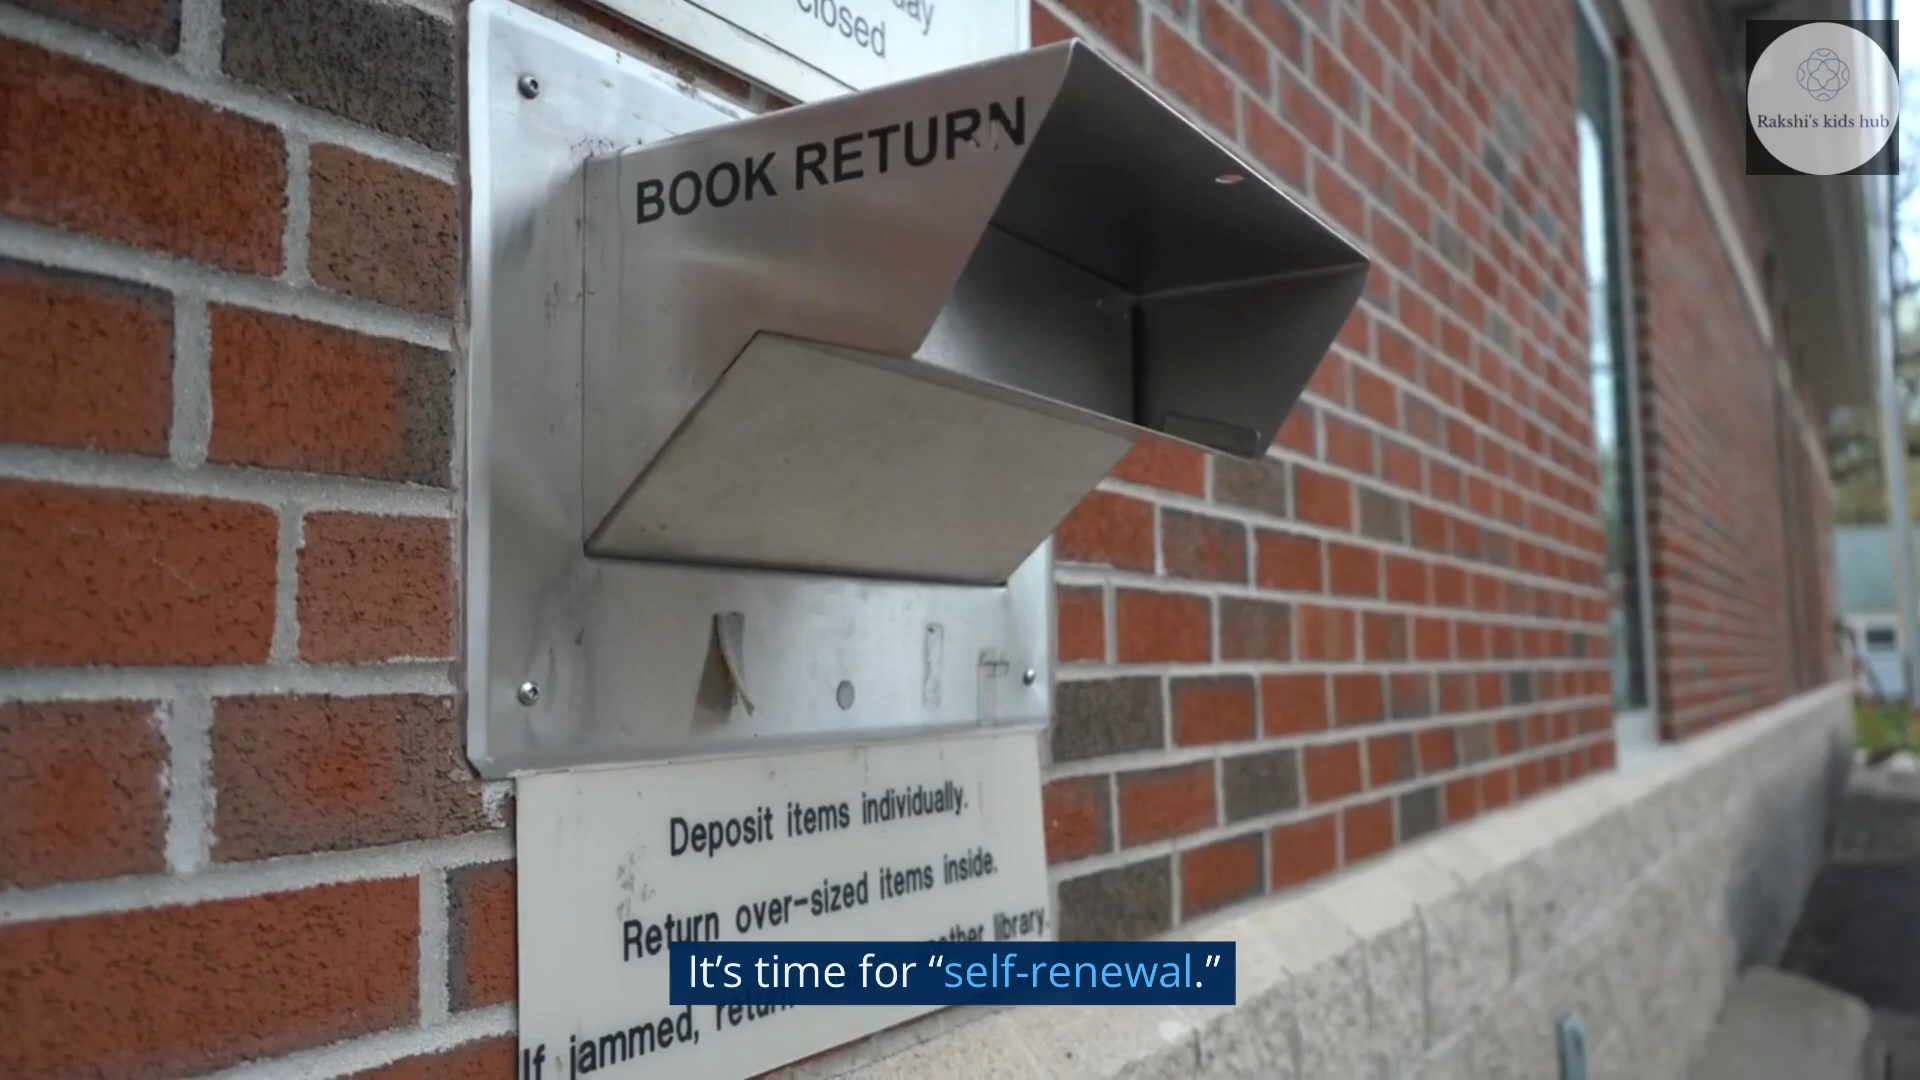 closed
Rakshi's kids hub
BOOK RETURN
Deposit items individually.
Return over-sized items inside.
library.
If jammed, return
It's time for “self-renewal.”